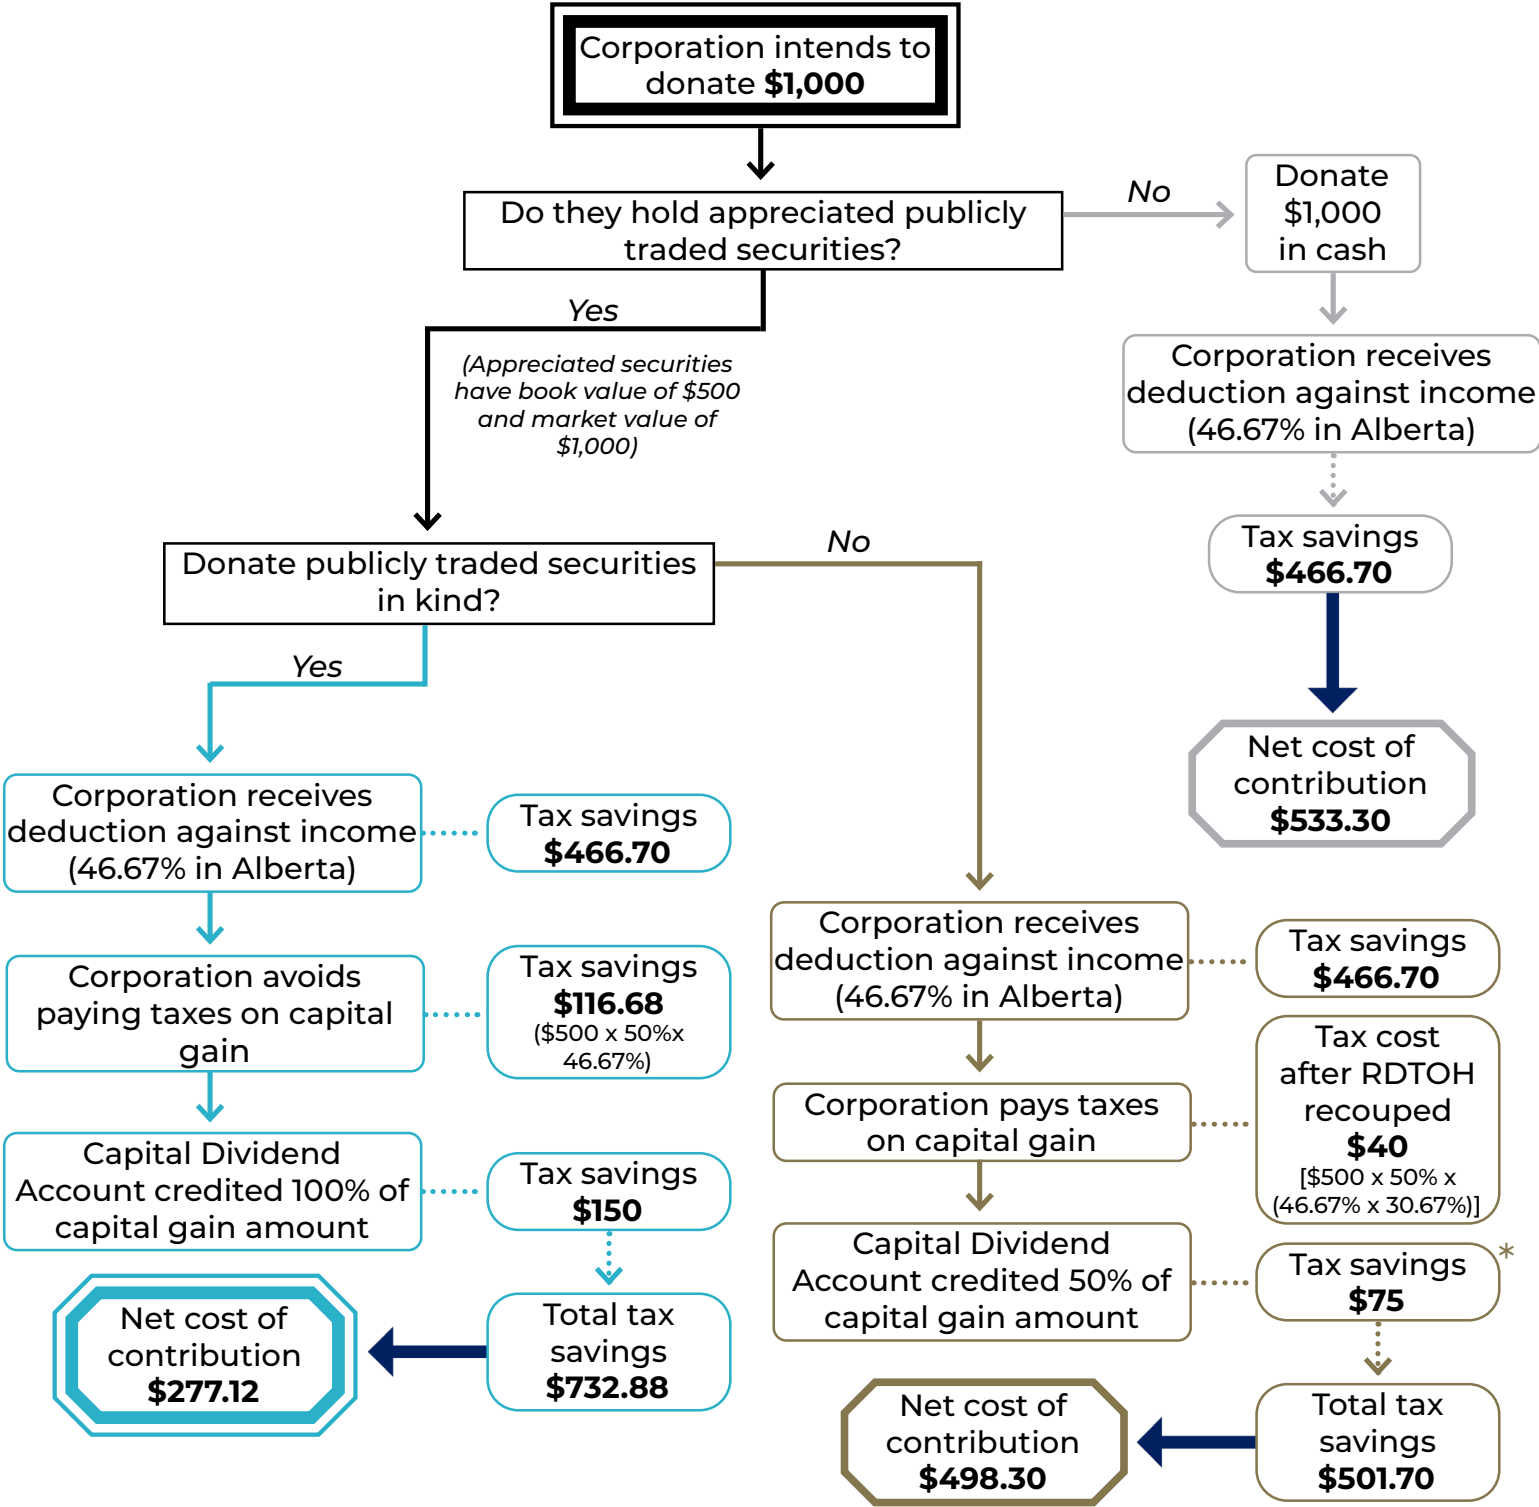 Corporation intends to
donate $1,000
Do they hold appreciated publicly
traded securities?
No
Donate
$1,000
in cash
Yes
(Appreciated securities
have book value of $500
and market value of
$1,000)
Corporation receives
deduction against income
(46.67% in Alberta)
Tax savings
$466.70
Net cost of
contribution
$533.30
Donate publicly traded securities
in kind?
No
Yes
Corporation receives
deduction against income
(46.67% in Alberta)
Tax savings
$466.70
Corporation avoids
paying taxes on capital
gain
Tax savings
$116.68
($500 x 50%x
46.67%)
Capital Dividend
Account credited 100% of
capital gain amount
Tax savings
$150
Total tax
savings
$732.88
Net cost of
contribution
$277.12
Corporation receives
deduction against income
(46.67% in Alberta)
Tax savings
$466.70
Corporation pays taxes
on capital gain
Tax cost
after RDTOH
recouped
$40
[$500 x 50% x
(46.67% x 30.67%)]
Capital Dividend
Account credited 50% of
capital gain amount
Tax savings *
$75
Total tax
savings
$501.70
Net cost of
contribution
$498.30